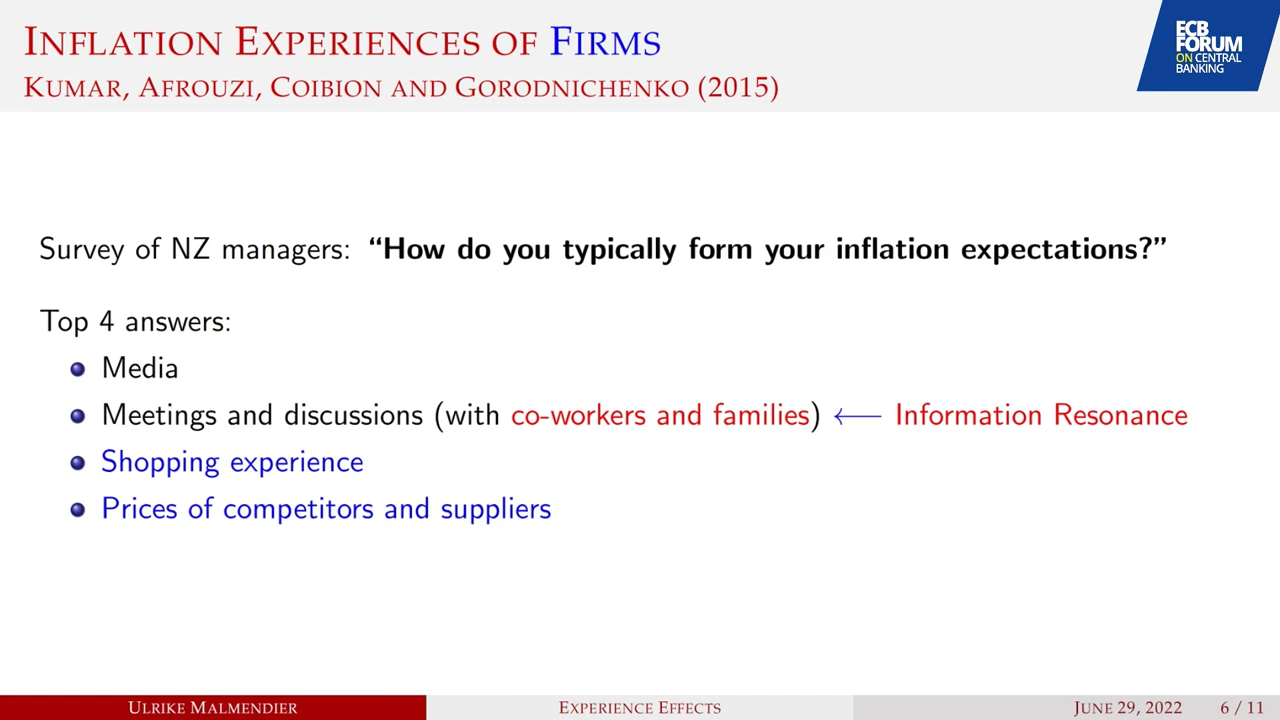 INFLATION EXPERIENCES OF FIRMS
KUMAR, AFROUZI, COIBION AND GORODNICHENKO (2015)
ECB
FORUM
ON CENTRAL
BANKING
Survey of NZ managers: “How do you typically form your inflation expectations?”
Top 4 answers:
Media
Meetings and discussions (with co-workers and families) ⟵ Information Resonance
Shopping experience
Prices of competitors and suppliers
ULRIKE MALMENDIER
EXPERIENCE EFFECTS
JUNE 29, 2022 6 / 11